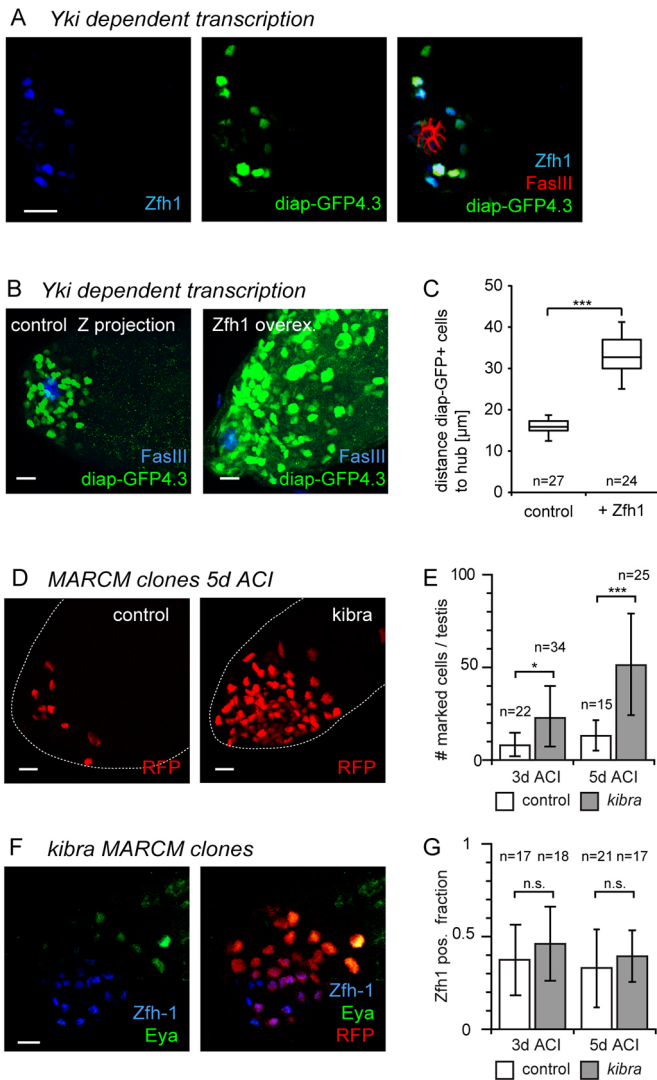 A Yki dependent transcription
Zfh1
diap-GFP4.3
Zfh1
FasIII
diap-GFP4.3
B Yki dependent transcription
control Z projection
FasIII
diap-GFP4.3
Zfh1 overex.
FasIII
diap-GFP4.3
C
distance diap-GFP+ cells
to hub [µm]
50
40
30
20
10
0
***
n=27
n=24
control
+ Zfh1
D MARCM clones 5d ACI
control
RFP
kibra
RFP
E
# marked cells / testis
100
50
0
n=22
n=34
*
n=15
n=25
***
3d ACI
5d ACI
control
kibra
F kibra MARCM clones
Zfh-1
Eya
Zfh-1
Eya
RFP
G
Zfh1 pos. fraction
1
0.5
0
n=17 n=18
n=21 n=17
n.s.
n.s.
3d ACI
5d ACI
control
kibra